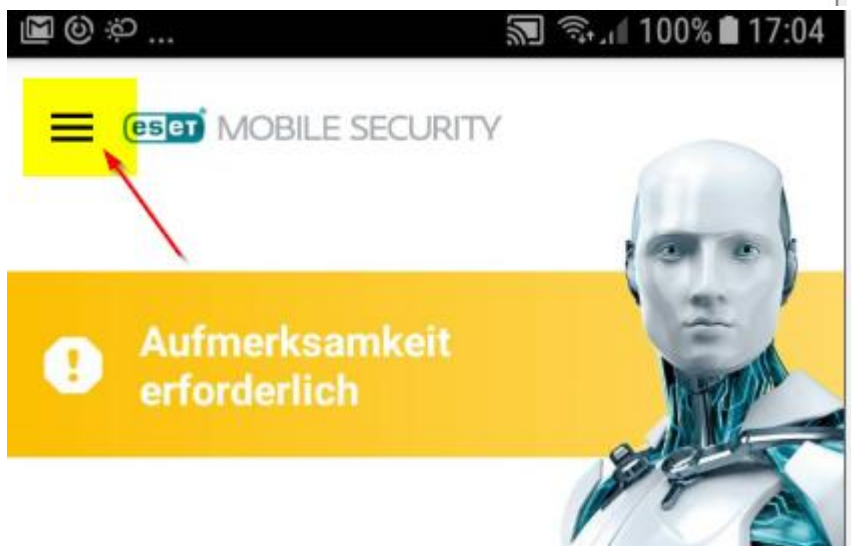 ... 100% 17:04
eset MOBILE SECURITY
Aufmerksamkeit
erforderlich